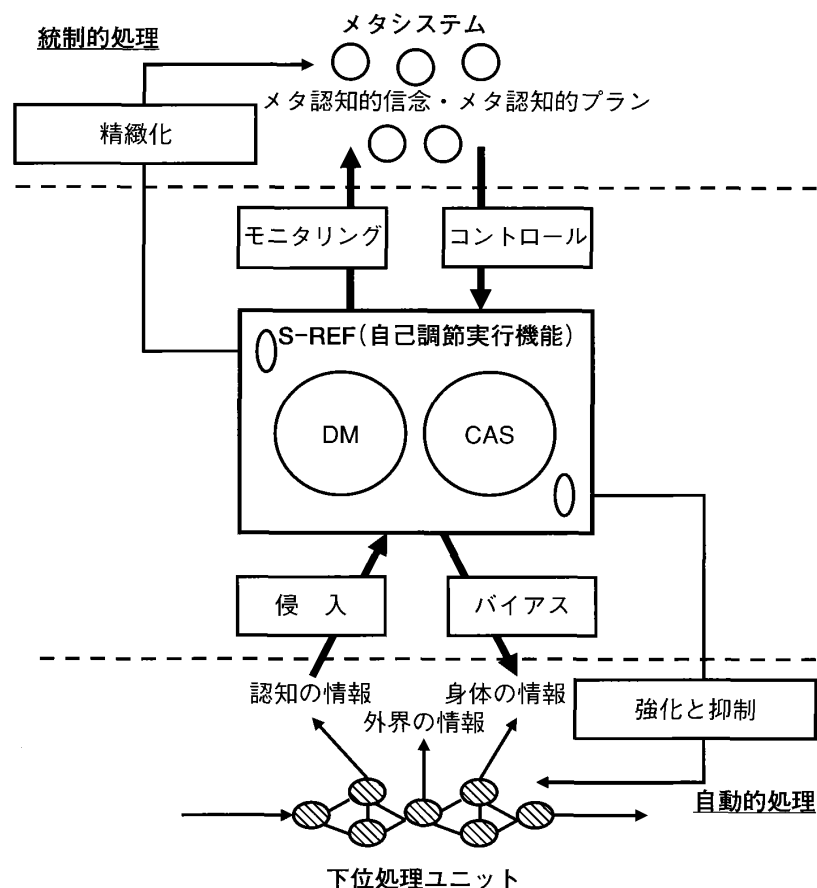 メタシステム
統制的処理
メタ認知的信念・メタ認知的プラン
精緻化
モニタリング
コントロール
S-REF(自己調節実行機能)
DM
CAS
侵 入
バイアス
認知の情報
身体の情報
外界の情報
強化と抑制
自動的処理
下位処理ユニット